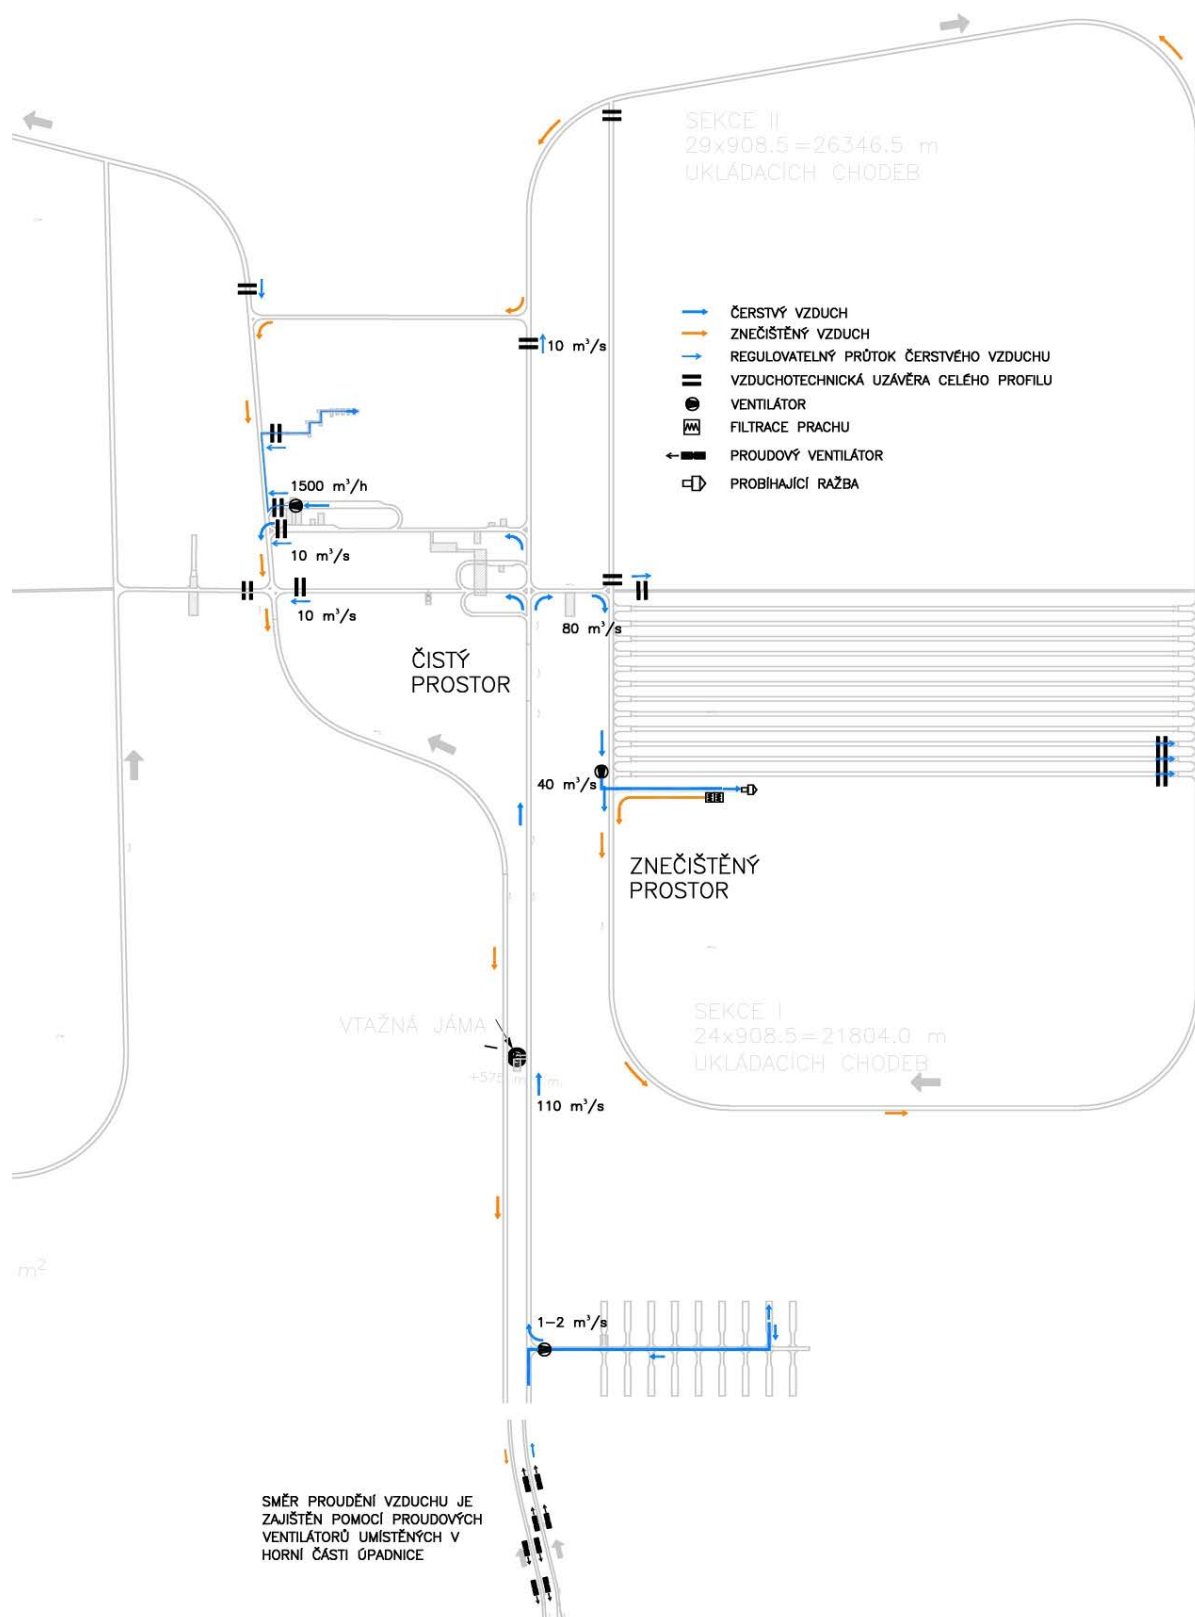 SEKCE II
29x908.5=26346.5 m
UKLÁDACÍCH CHODEB
ČERSTVÝ VZDUCH
ZNEČIŠTĚNÝ VZDUCH
REGULOVATELNÝ PRŮTOK ČERSTVÉHO VZDUCHU
VZDUCHOTECHNICKÁ UZÁVĚRA CELÉHO PROFILU
VENTILÁTOR
FILTRACE PRACHU
PROUDOVÝ VENTILÁTOR
PROBÍHAJÍCÍ RAŽBA
10 m³/s
1500 m³/h
10 m³/s
10 m³/s
80 m³/s
ČISTÝ
PROSTOR
40 m³/s
ZNEČIŠTĚNÝ
PROSTOR
SEKCE I
24x908.5=21804.0 m
UKLÁDACÍCH CHODEB
VTAŽNÁ JÁMA
110 m³/s
m²
1-2 m³/s
SMĚR PROUDĚNÍ VZDUCHU JE
ZAJIŠTĚN POMOCÍ PROUDOVÝCH
VENTILÁTORŮ UMÍSTĚNÝCH V
HORNÍ ČÁSTI ÚPADNICE